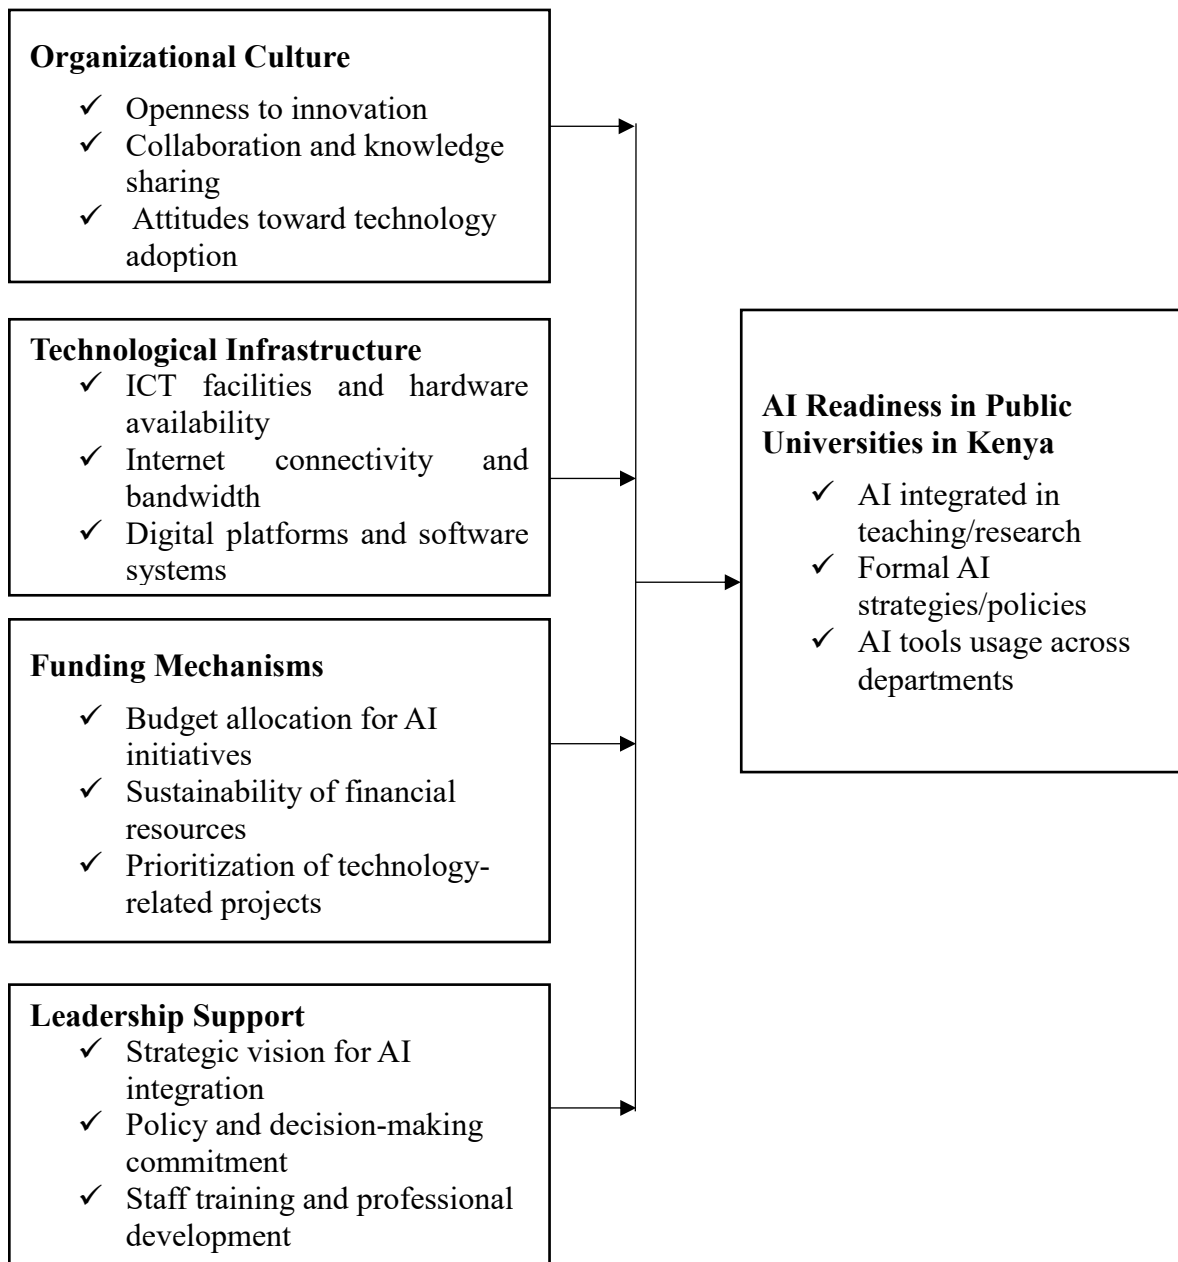 Organizational Culture
✓ Openness to innovation
✓ Collaboration and knowledge
sharing
✓ Attitudes toward technology
adoption
Technological Infrastructure
✓ ICT facilities and hardware
availability
✓ Internet connectivity and
bandwidth
✓ Digital platforms and software
systems
Funding Mechanisms
✓ Budget allocation for AI
initiatives
✓ Sustainability of financial
resources
✓ Prioritization of technology-
related projects
Leadership Support
✓ Strategic vision for AI
integration
✓ Policy and decision-making
commitment
✓ Staff training and professional
development
AI Readiness in Public
Universities in Kenya
✓ AI integrated in
teaching/research
✓ Formal AI
strategies/policies
✓ AI tools usage across
departments